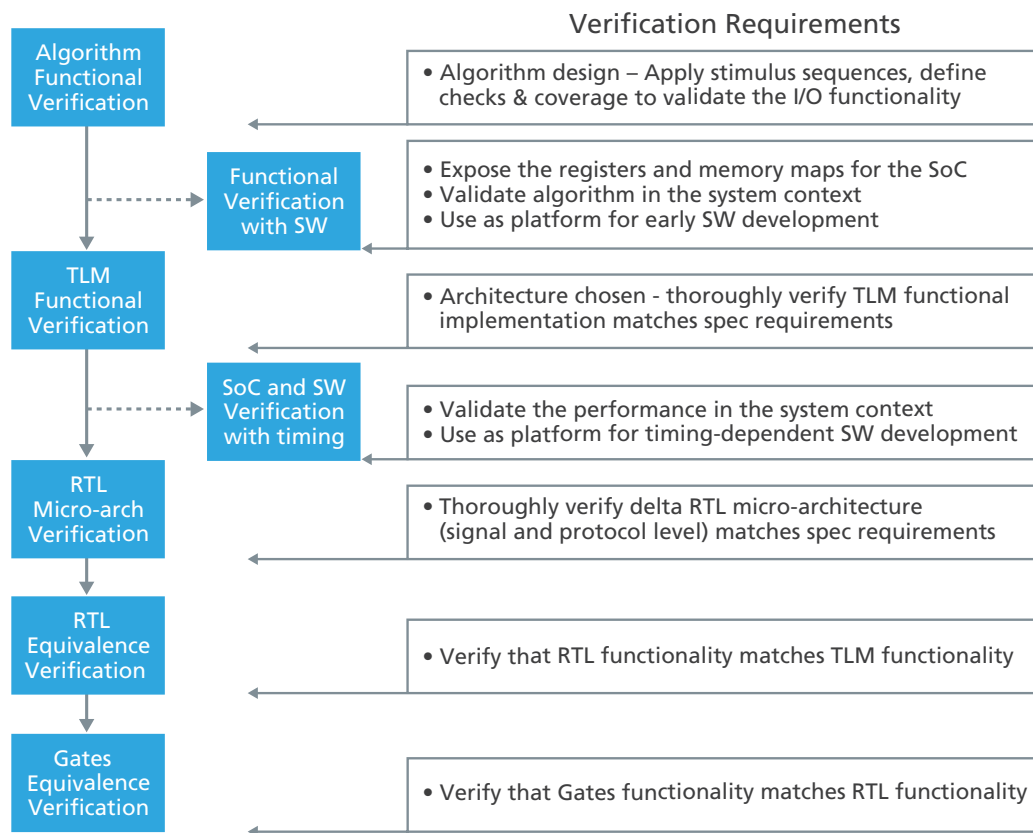 Verification Requirements
Algorithm
Functional
Verification
• Algorithm design – Apply stimulus sequences, define
checks & coverage to validate the I/O functionality
Functional
Verification
with SW
• Expose the registers and memory maps for the SoC
• Validate algorithm in the system context
• Use as platform for early SW development
TLM
Functional
Verification
• Architecture chosen - thoroughly verify TLM functional
implementation matches spec requirements
SoC and SW
Verification
with timing
• Validate the performance in the system context
• Use as platform for timing-dependent SW development
RTL
Micro-arch
Verification
• Thoroughly verify delta RTL micro-architecture
(signal and protocol level) matches spec requirements
RTL
Equivalence
Verification
• Verify that RTL functionality matches TLM functionality
Gates
Equivalence
Verification
• Verify that Gates functionality matches RTL functionality